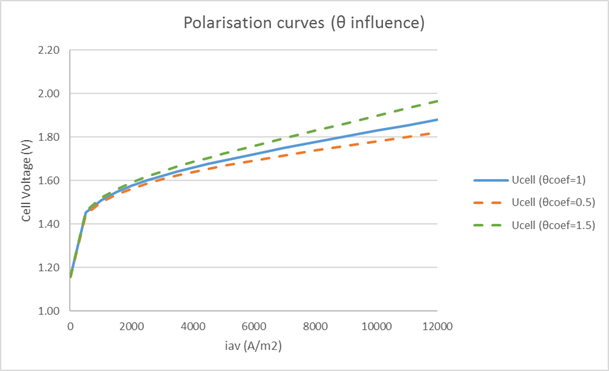 Polarisation curves (θ influence)
2.20
2.00
1.80
1.60
1.40
1.20
1.00
Cell Voltage (V)
0
2000
4000
6000
8000
10000
12000
iav (A/m2)
Ucell (θcoef=1)
Ucell (θcoef=0.5)
Ucell (θcoef=1.5)